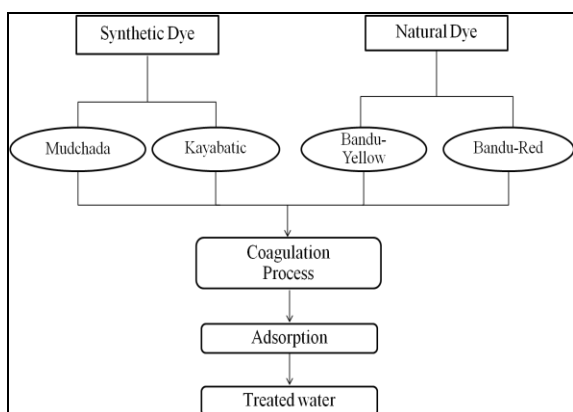 Synthetic Dye
Natural Dye
Mudchada
Kayabatic
Bandu-
Yellow
Bandu-Red
Coagulation
Process
Adsorption
Treated water